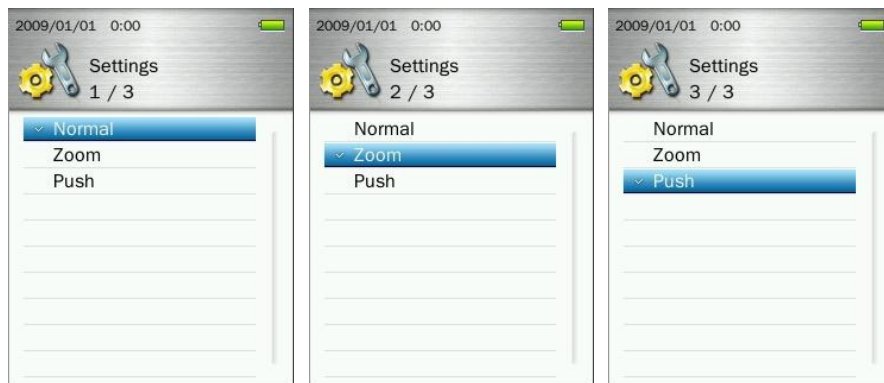 2009/01/01 0:00
Settings
1 / 3
Normal
Zoom
Push
2009/01/01 0:00
Settings
2 / 3
Normal
Zoom
Push
2009/01/01 0:00
Settings
3 / 3
Normal
Zoom
Push